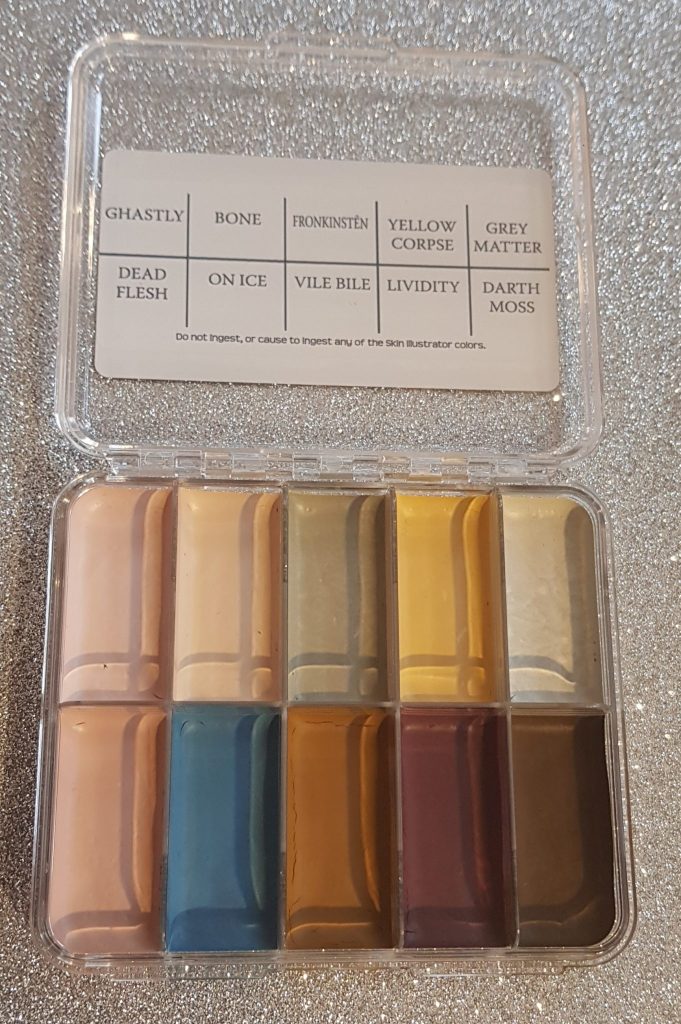 GHASTLY BONE FRONKINSTËN YELLOW CORPSE GREY MATTER
DEAD FLESH ON ICE VILE BILE LIVIDITY DARTH MOSS
Do not ingest, or cause to ingest any of the Skin Illustrator colors.